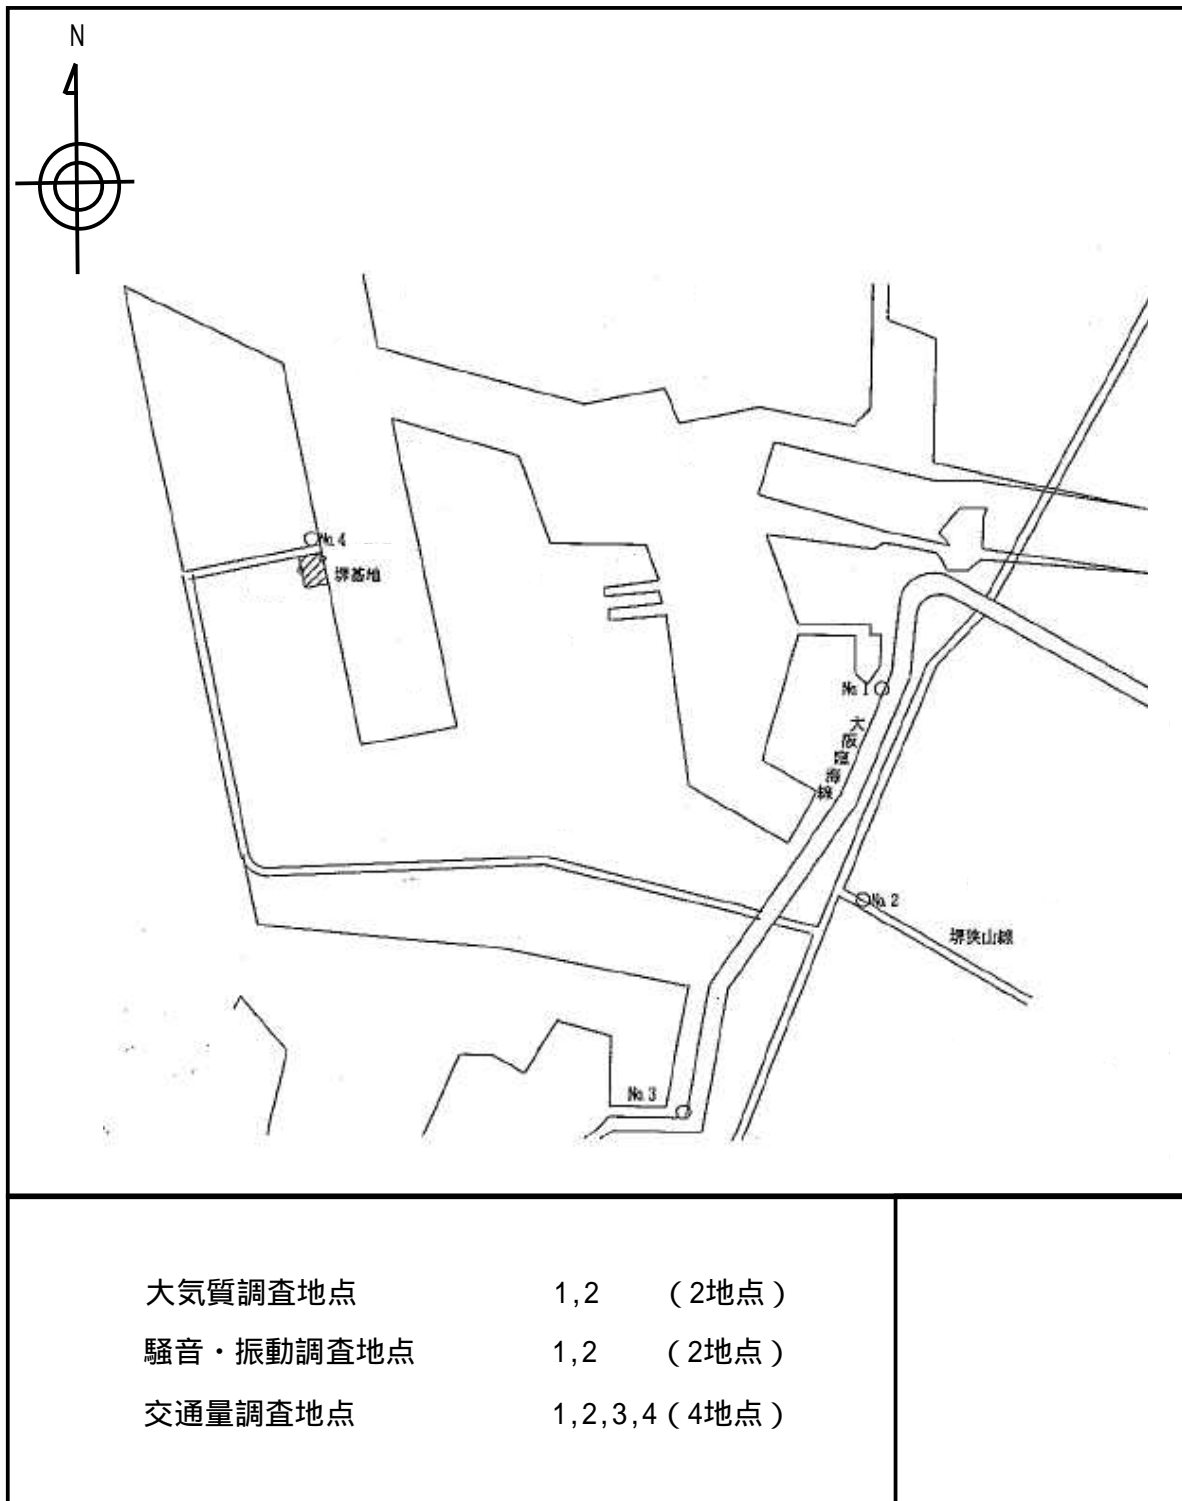 N
No.4
堺基地
No.1
大阪臨海線
No.2
堺狭山線
No.3
大気質調査地点 1,2 (2地点)
騒音・振動調査地点 1,2 (2地点)
交通量調査地点 1,2,3,4 (4地点)